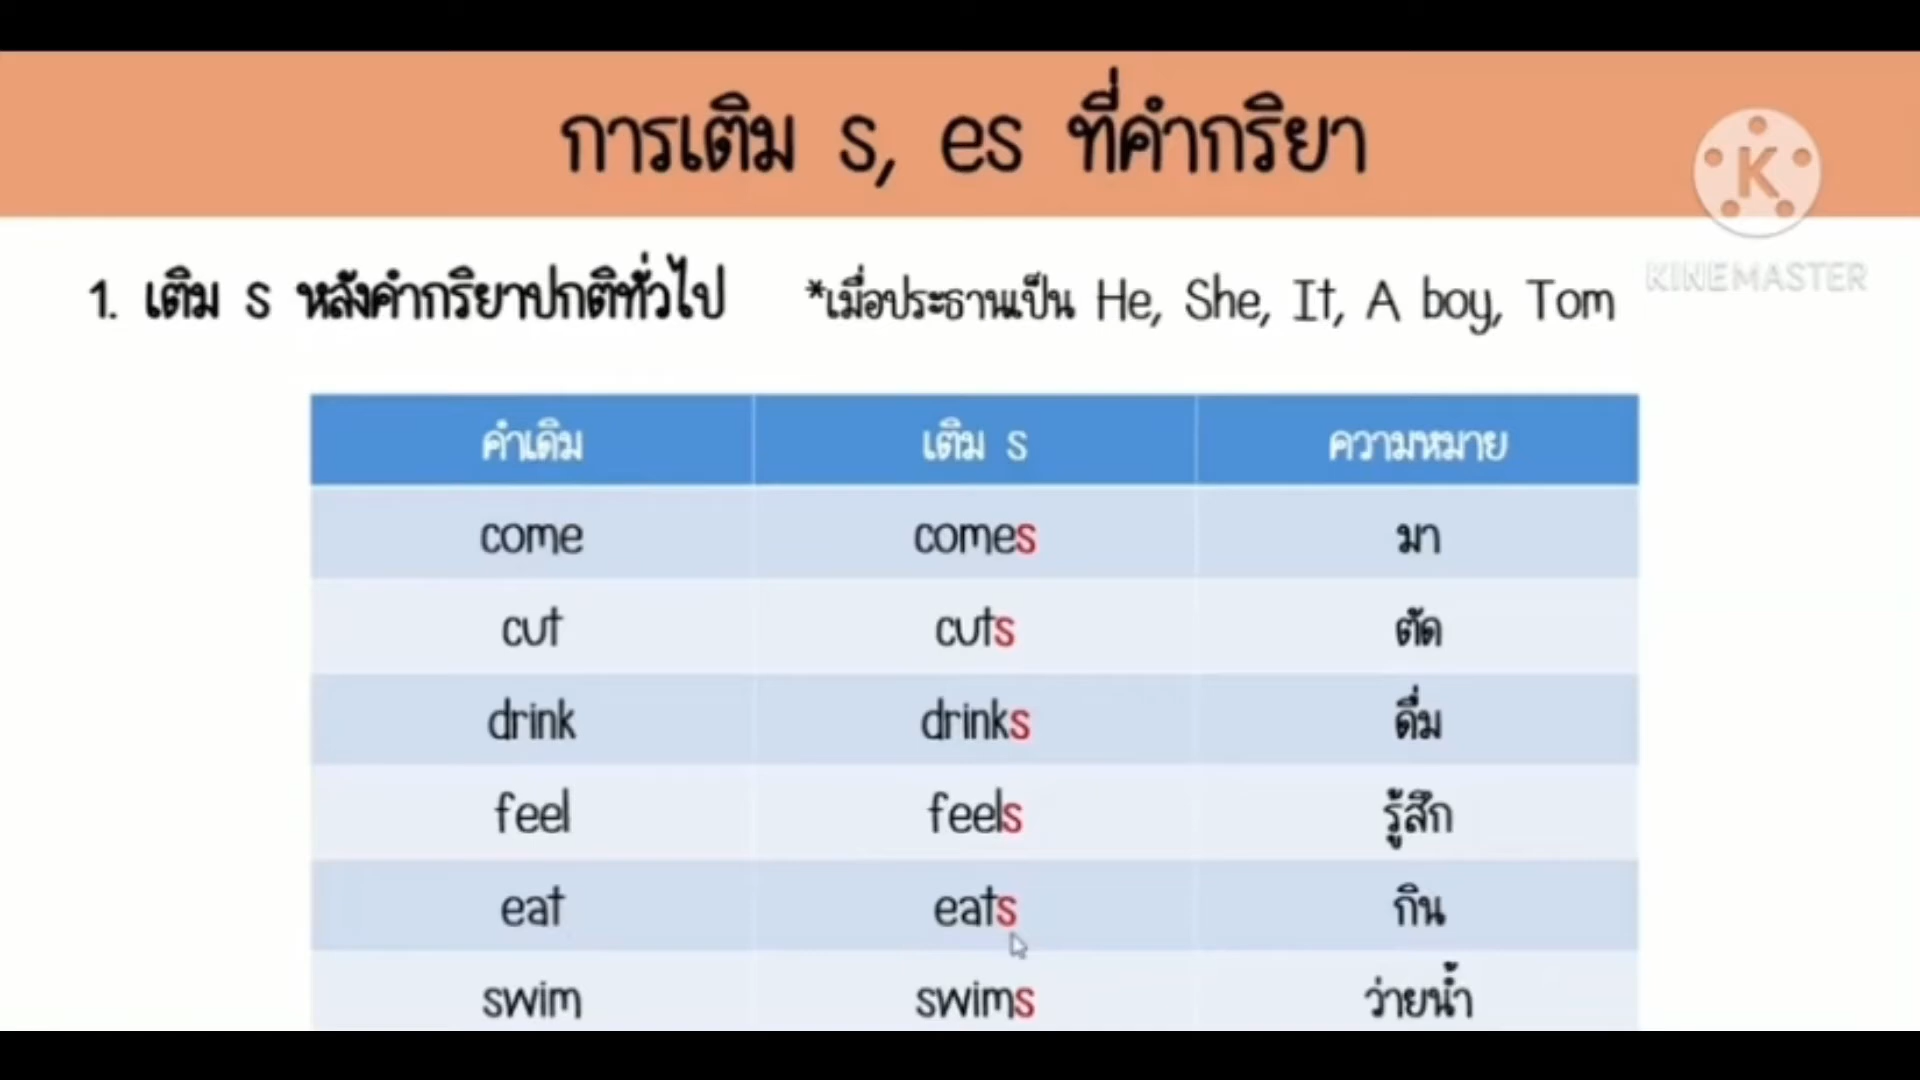 การเติม s, es ที่คำกริยา
K
KINEMASTER
1. เติม s หลังคำกริยาปกติทั่วไป *เมื่อประธานเป็น He, She, It, A boy, Tom
คำเดิม เติม s ความหมาย
come comes มา
cut cuts ตัด
drink drinks ดื่ม
feel feels รู้สึก
eat eats กิน
swim swims ว่ายน้ำ